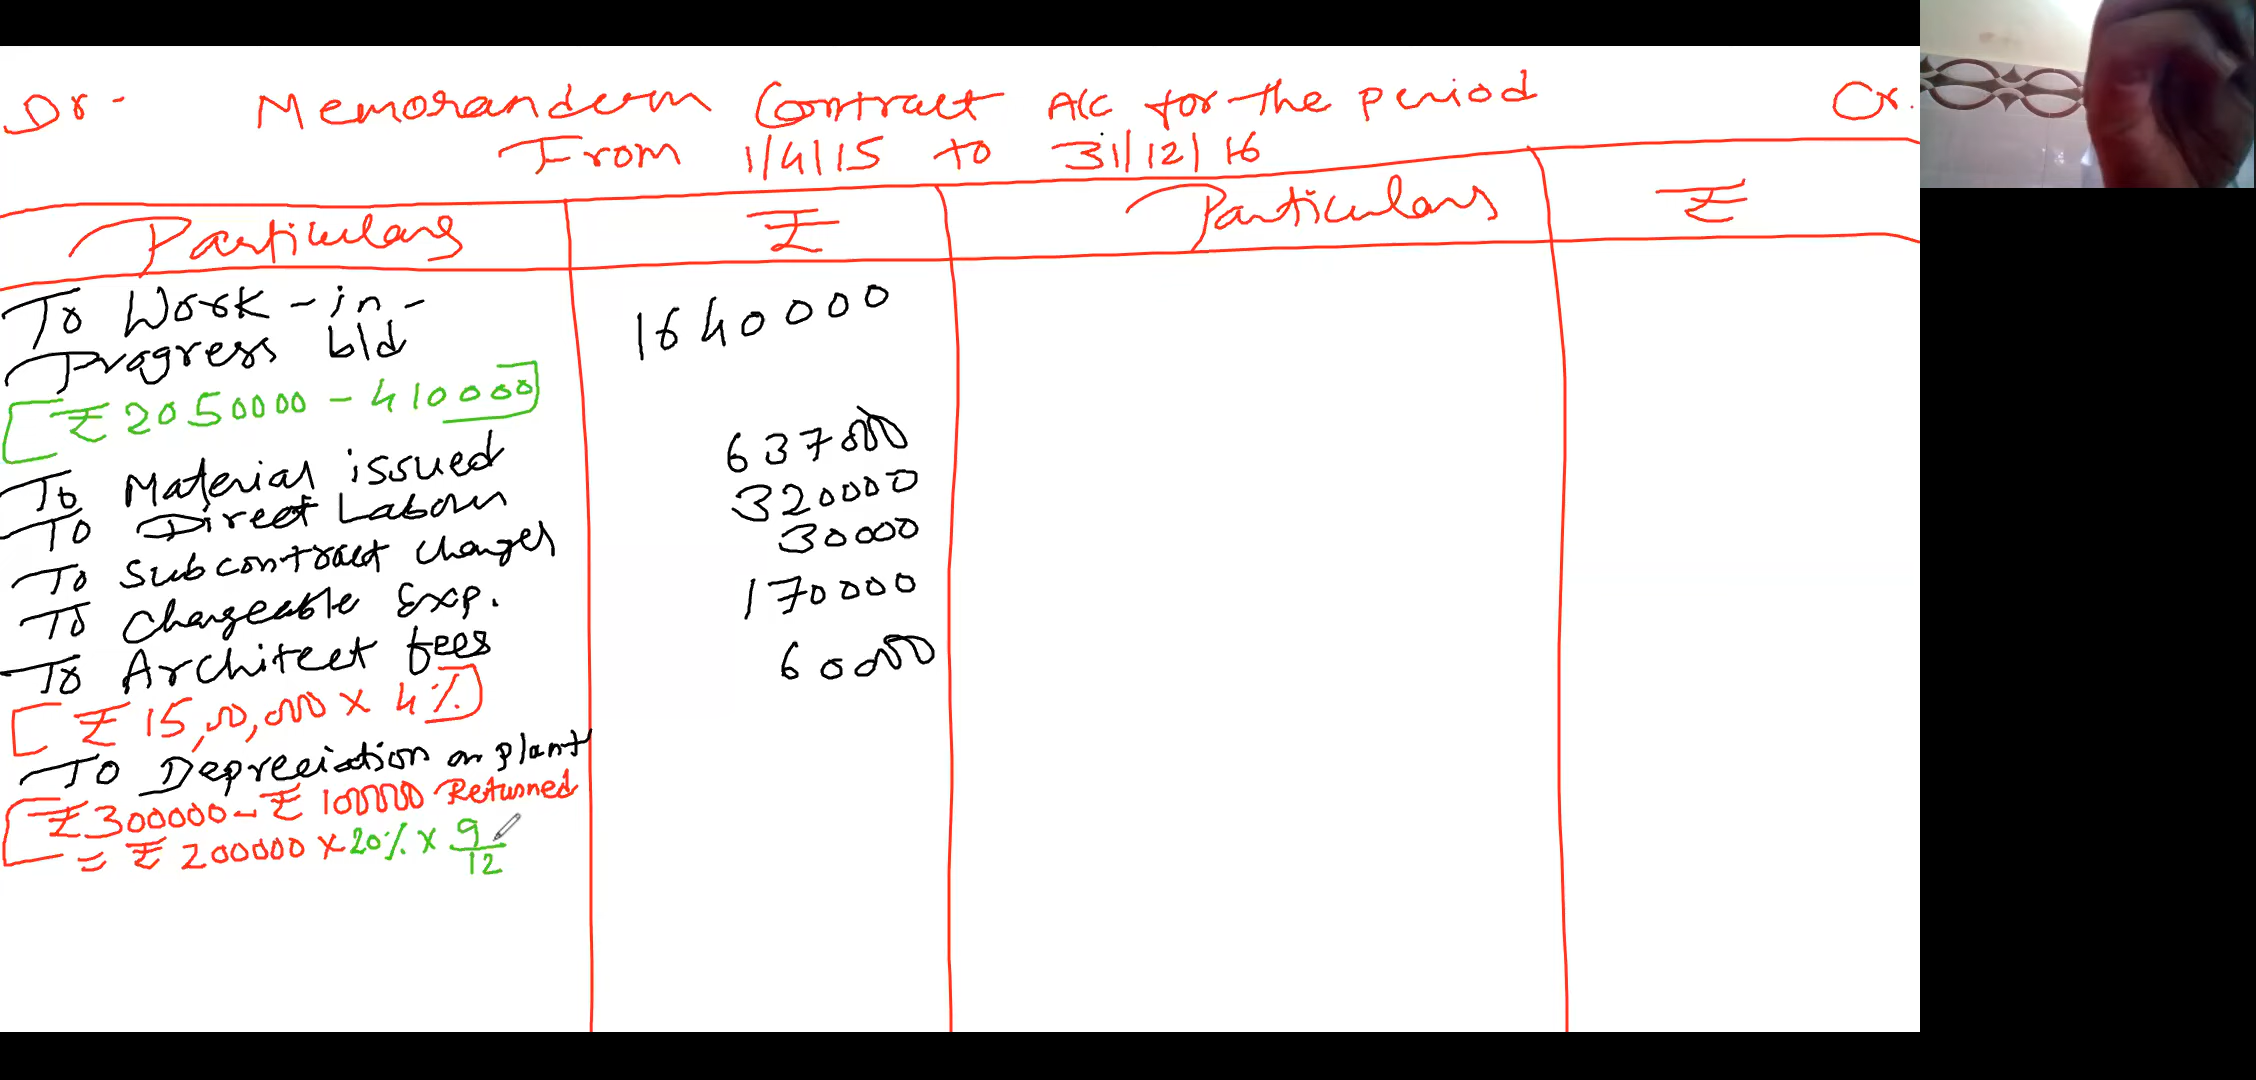 Dr- Memorandum Contract A/C for the period Cr.
From 1/4/15 to 31/12/16
Particulars ₹ Particulars ₹
To Work-in- 1640000
Progress b/d
[₹ 2050000 - 410000]
To Material issued 637000
To Direct Labour 320000
To Subcontract charges 30000
To Chargeable Exp. 170000
To Architect fees 60000
[₹ 15,00,000 x 4%]
To Depreciation on plant
[₹300000 - ₹ 100000 Returned
= ₹ 200000 x 20% x 9/12